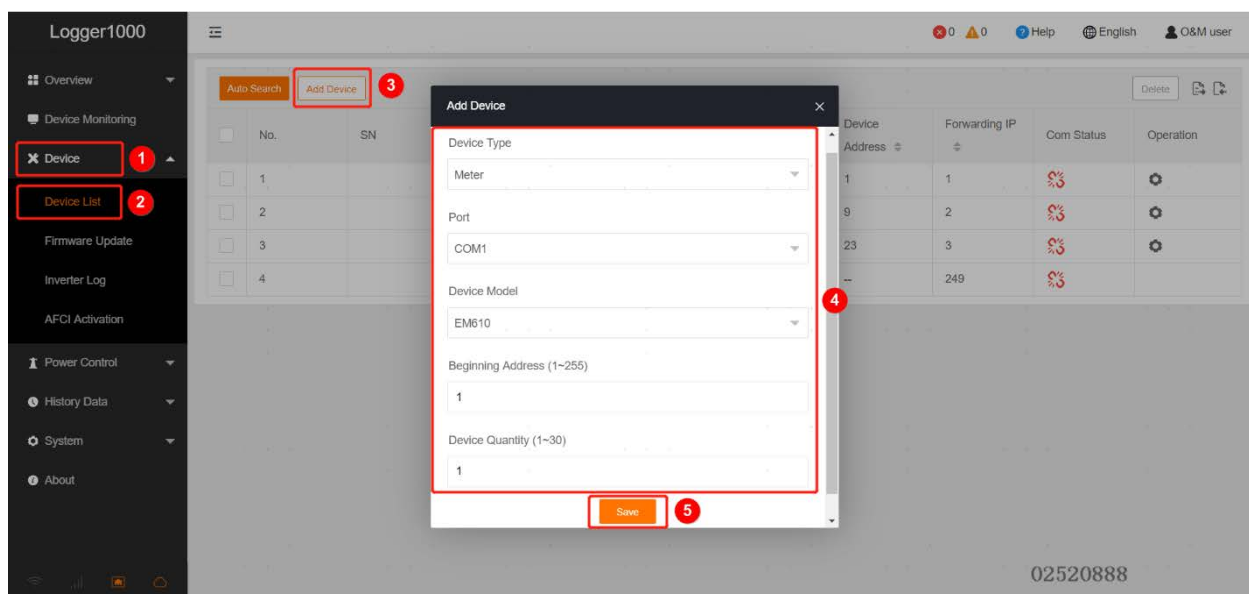 Logger1000
0 0 Help English O&M user
Overview
Device Monitoring
1
Device
2
Device List
Firmware Update
Inverter Log
AFCI Activation
Power Control
History Data
System
About
Auto Search Add Device 3 Delete
No. SN Device Address Forwarding IP Com Status Operation
1 1 1
2 9 2
3 23 3
4 -- 249
Add Device ×
Device Type
Meter
Port
COM1
Device Model
EM610
4
Beginning Address (1~255)
1
Device Quantity (1~30)
1
Save 5
02520888